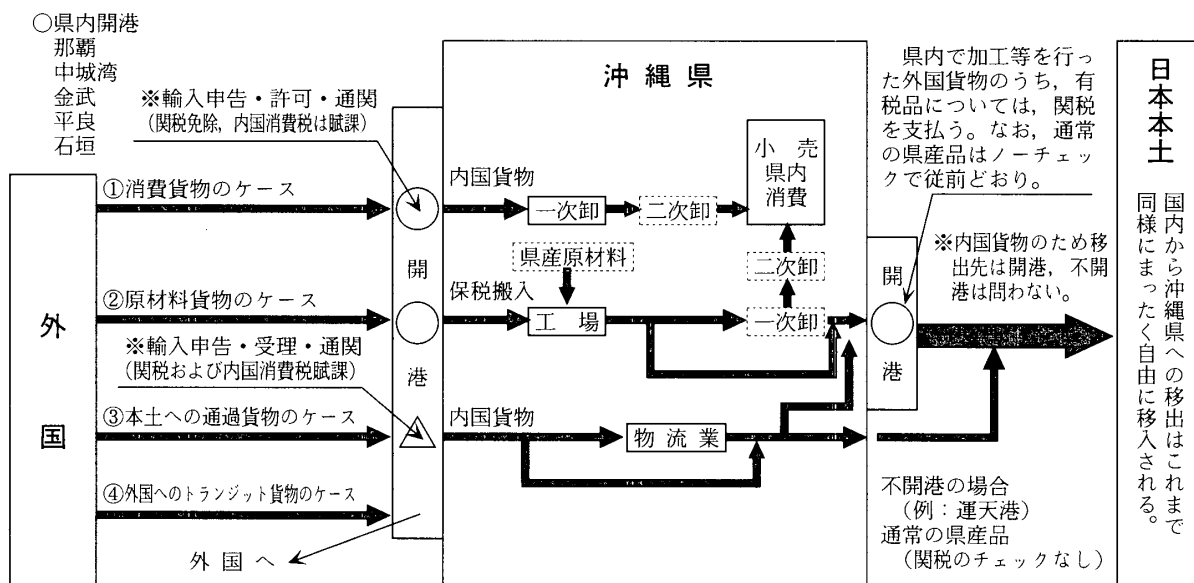 ○県内開港
那覇
中城湾
金武
平良
石垣
※輸入申告・許可・通関
(関税免除,内国消費税は賦課)
外国
①消費貨物のケース
②原材料貨物のケース
※輸入申告・受理・通関
(関税および内国消費税賦課)
③本土への通過貨物のケース
④外国へのトランジット貨物のケース
外国へ
開港
沖縄県
内国貨物
一次卸
二次卸
小売
県内
消費
県産原材料
保税搬入
工場
一次卸
二次卸
内国貨物
物流業
県内で加工等を行っ
た外国貨物のうち,有
税品については,関税
を支払う。なお,通常
の県産品はノーチェッ
クで従前どおり。
開港
※内国貨物のため移
出先は開港,不開
港は問わない。
不開港の場合
(例:運天港)
通常の県産品
(関税のチェックなし)
日本本土
国内から沖縄県への移出はこれまで
同様にまったく自由に移入される。